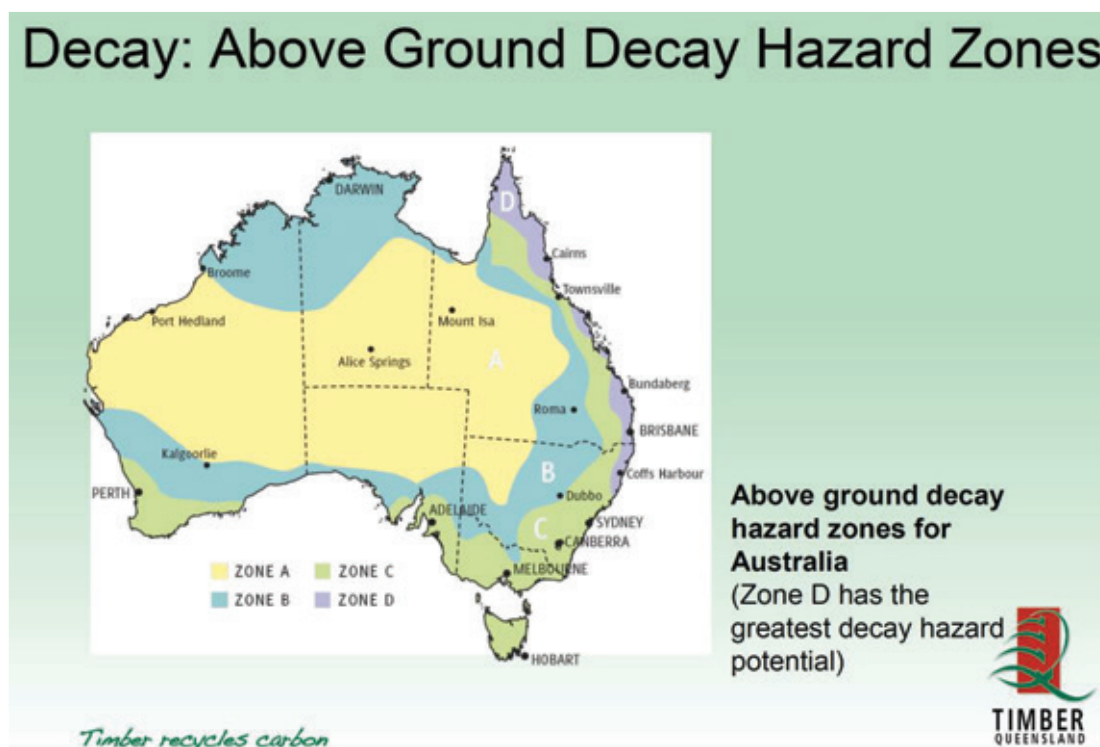 Decay: Above Ground Decay Hazard Zones
DARWIN
D
Cairns
Broome
Townsville
Port Hedland
Mount Isa
Alice Springs
A
Bundaberg
Roma
BRISBANE
Kalgoorlie
B
Coffs Harbour
PERTH
Dubbo
ADELAIDE
SYDNEY
C
CANBERRA
MELBOURNE
ZONE A
ZONE C
ZONE B
ZONE D
HOBART
Above ground decay
hazard zones for
Australia
(Zone D has the
greatest decay hazard
potential)
TIMBER
QUEENSLAND
Timber recycles carbon